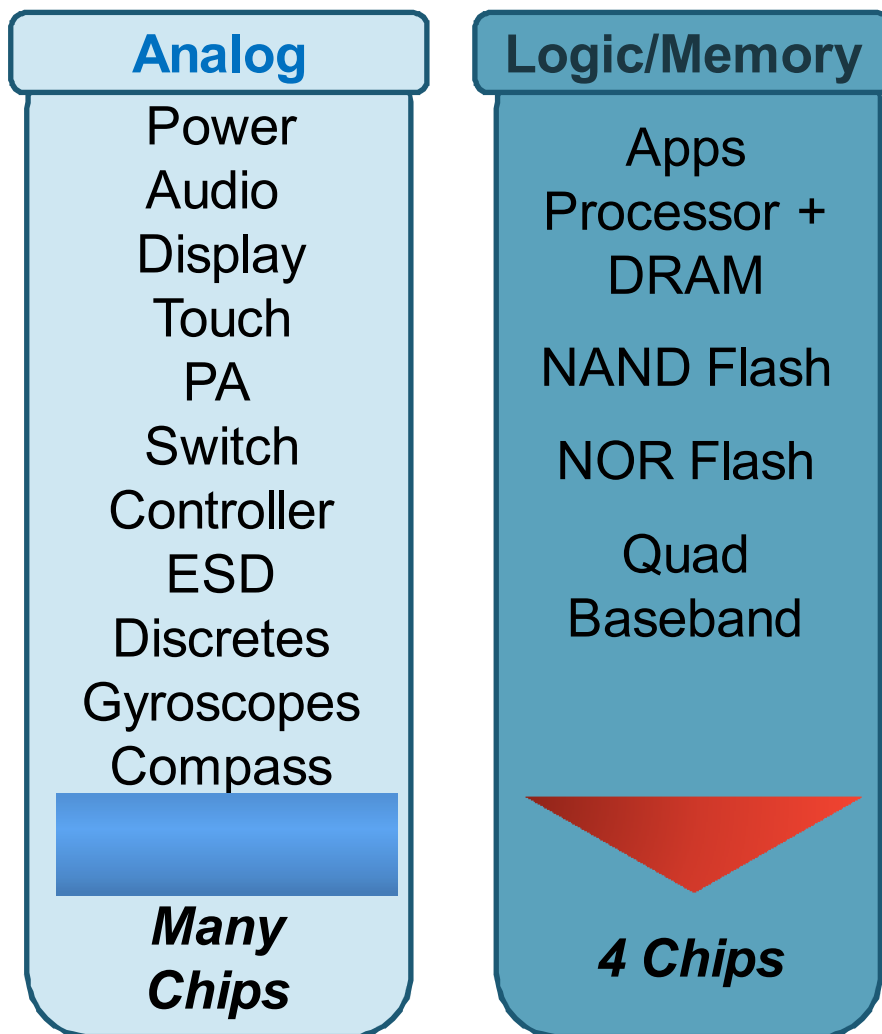 Analog
Power
Audio
Display
Touch
PA
Switch
Controller
ESD
Discretes
Gyroscopes
Compass
Many
Chips
Logic/Memory
Apps
Processor +
DRAM
NAND Flash
NOR Flash
Quad
Baseband
4 Chips